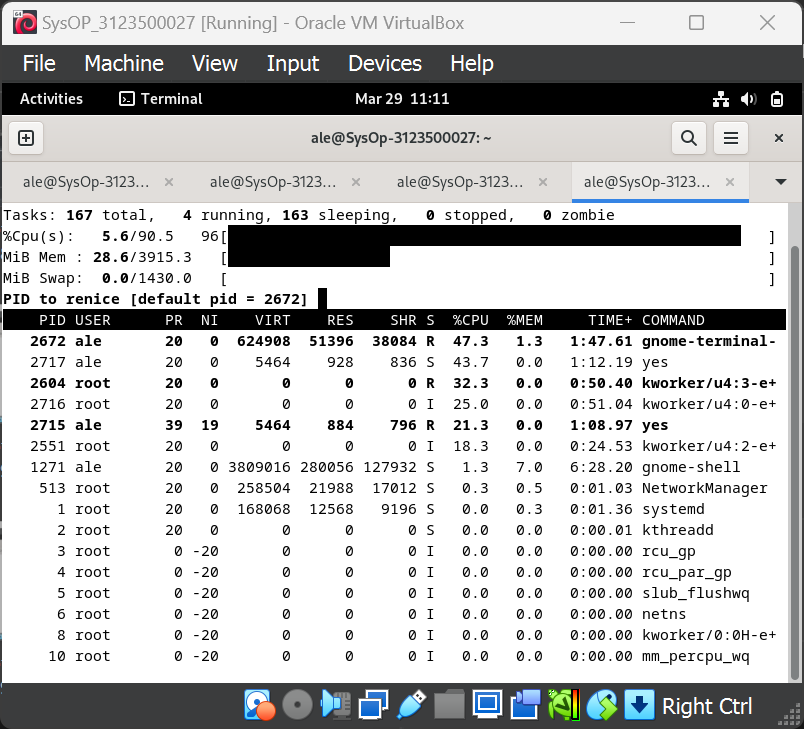 SysOP_3123500027 [Running] - Oracle VM VirtualBox
File Machine View Input Devices Help
Activities Terminal Mar 29 11:11
ale@SysOp-3123500027: ~
ale@SysOp-3123... ale@SysOp-3123... ale@SysOp-3123... ale@SysOp-3123...
Tasks: 167 total,   4 running, 163 sleeping,   0 stopped,   0 zombie
%Cpu(s):   5.6/90.5   96[ ]
MiB Mem : 28.6/3915.3   [ ]
MiB Swap:  0.0/1430.0   [ ]
PID to renice [default pid = 2672]
PID USER PR NI VIRT RES SHR S %CPU %MEM TIME+ COMMAND
2672 ale 20 0 624908 51396 38084 R 47.3 1.3 1:47.61 gnome-terminal-
2717 ale 20 0 5464 928 836 S 43.7 0.0 1:12.19 yes
2604 root 20 0 0 0 0 R 32.3 0.0 0:50.40 kworker/u4:3-e+
2716 root 20 0 0 0 0 I 25.0 0.0 0:51.04 kworker/u4:0-e+
2715 ale 39 19 5464 884 796 R 21.3 0.0 1:08.97 yes
2551 root 20 0 0 0 0 I 18.3 0.0 0:24.53 kworker/u4:2-e+
1271 ale 20 0 3809016 280056 127932 S 1.3 7.0 6:28.20 gnome-shell
513 root 20 0 258504 21988 17012 S 0.3 0.5 0:01.03 NetworkManager
1 root 20 0 168068 12568 9196 S 0.0 0.3 0:01.36 systemd
2 root 20 0 0 0 0 S 0.0 0.0 0:00.01 kthreadd
3 root 0 -20 0 0 0 I 0.0 0.0 0:00.00 rcu_gp
4 root 0 -20 0 0 0 I 0.0 0.0 0:00.00 rcu_par_gp
5 root 0 -20 0 0 0 I 0.0 0.0 0:00.00 slub_flushwq
6 root 0 -20 0 0 0 I 0.0 0.0 0:00.00 netns
8 root 0 -20 0 0 0 I 0.0 0.0 0:00.00 kworker/0:0H-e+
10 root 0 -20 0 0 0 I 0.0 0.0 0:00.00 mm_percpu_wq
Right Ctrl